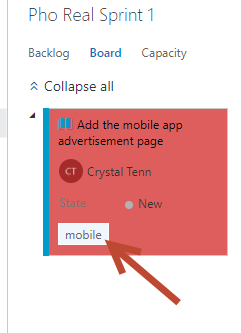 Pho Real Sprint 1
Backlog Board Capacity
Collapse all
Add the mobile app
advertisement page
CT Crystal Tenn
State New
mobile